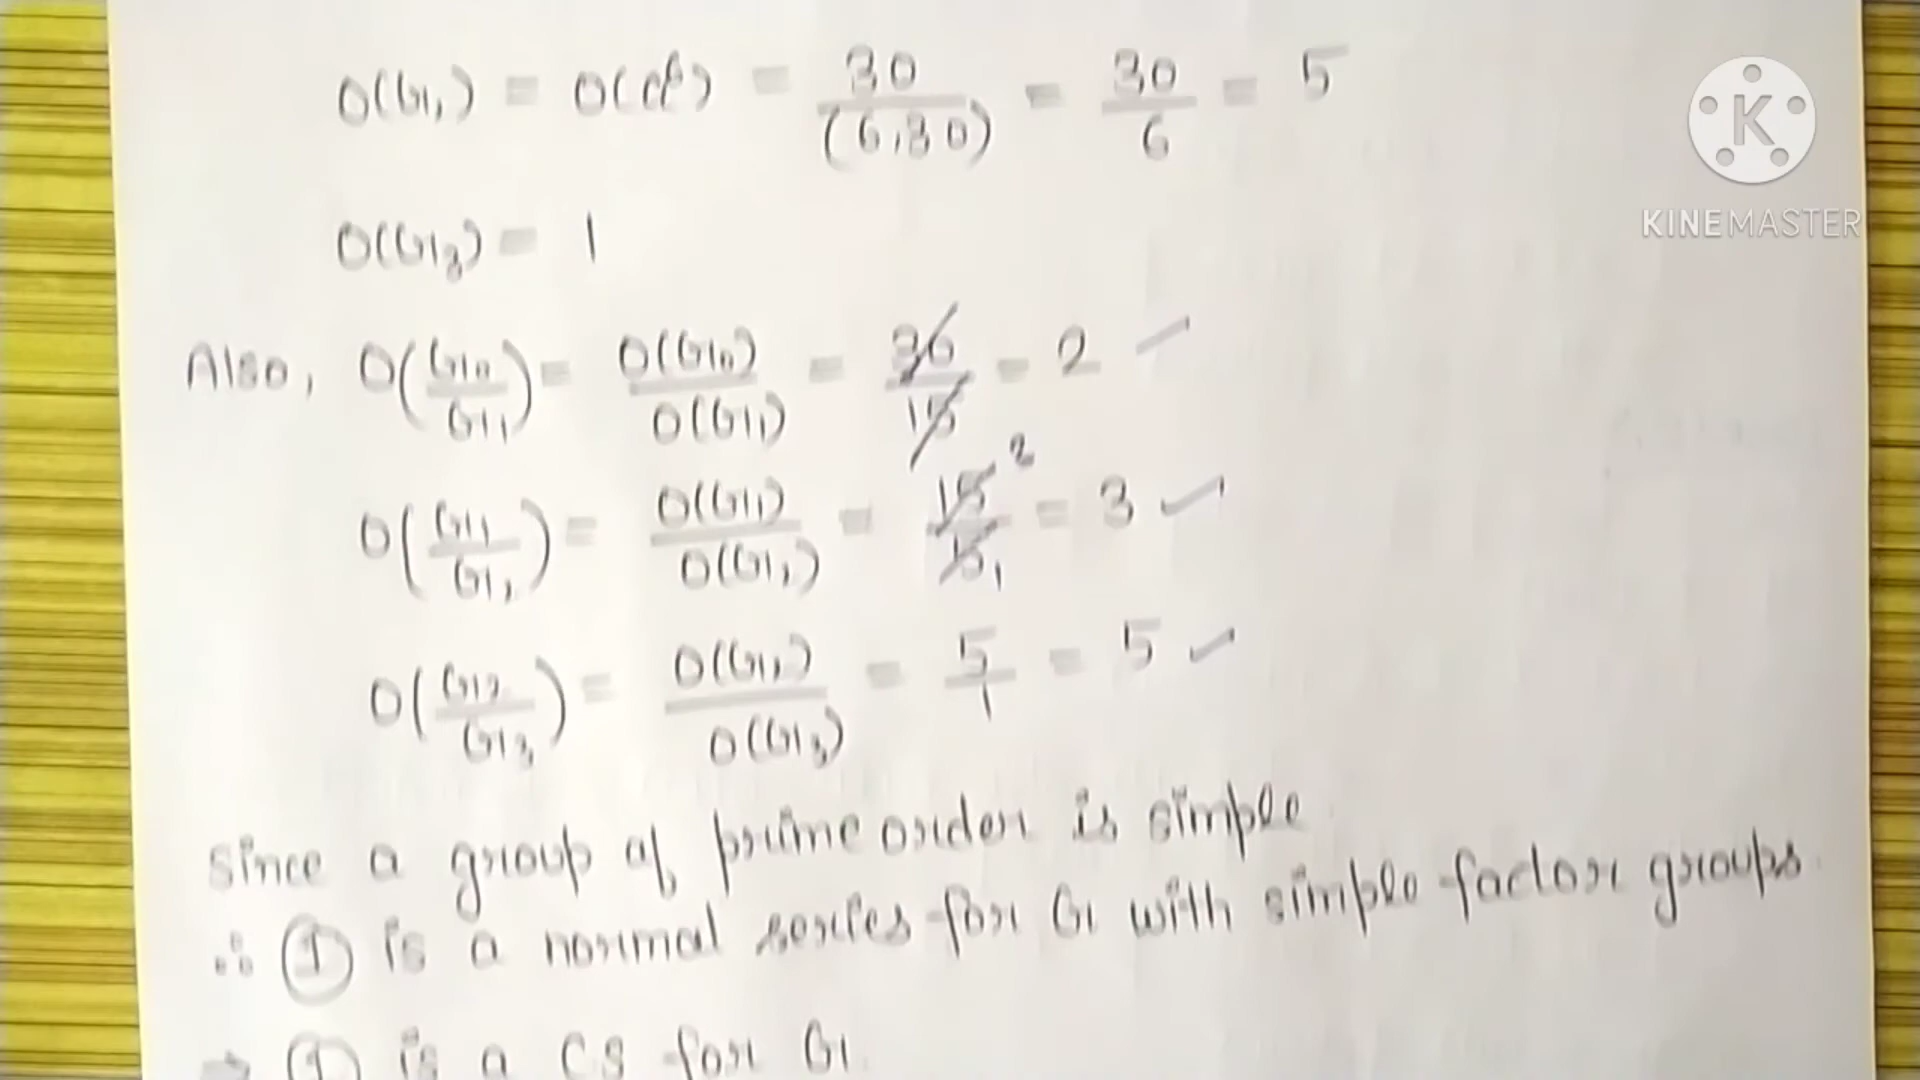 O(G₂) = O(a⁶) = 30/(6,30) = 30/6 = 5
KINEMASTER
O(G₃) = 1
Also, O(G₀/G₁) = O(G₀)/O(G₁) = 30/15 = 2 ✓
O(G₁/G₂) = O(G₁)/O(G₂) = 15/5 = 3 ✓
O(G₂/G₃) = O(G₂)/O(G₃) = 5/1 = 5 ✓
Since a group of prime order is simple
∴ ① is a normal series for G with simple factor groups.
⇒ ① is a CS for G.